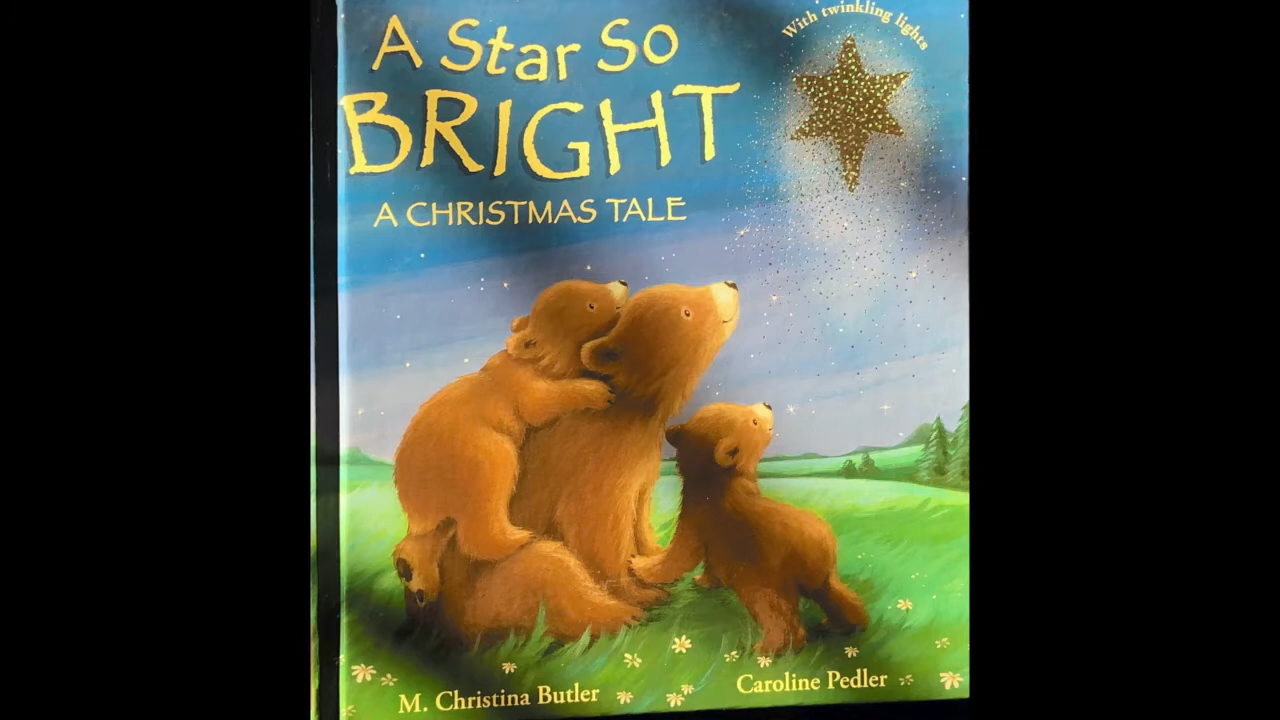 With twinkling lights
A Star So
BRIGHT
A CHRISTMAS TALE
M. Christina Butler
Caroline Pedler